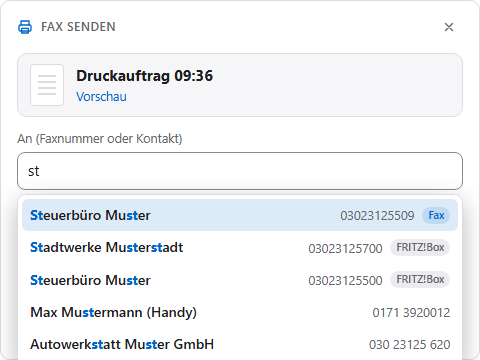 FAX SENDEN
Druckauftrag 09:36
Vorschau
An (Faxnummer oder Kontakt)
st
Steuerbüro Muster 03023125509 Fax
Stadtwerke Musterstadt 03023125700 FRITZ!Box
Steuerbüro Muster 03023125500 FRITZ!Box
Max Mustermann (Handy) 0171 3920012
Autowerkstatt Muster GmbH 030 23125 620